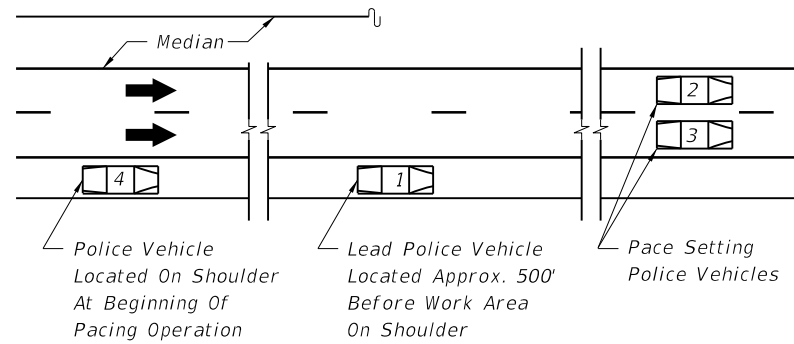 Median
2
3
4
1
Police Vehicle
Located On Shoulder
At Beginning Of
Pacing Operation
Lead Police Vehicle
Located Approx. 500'
Before Work Area
On Shoulder
Pace Setting
Police Vehicles